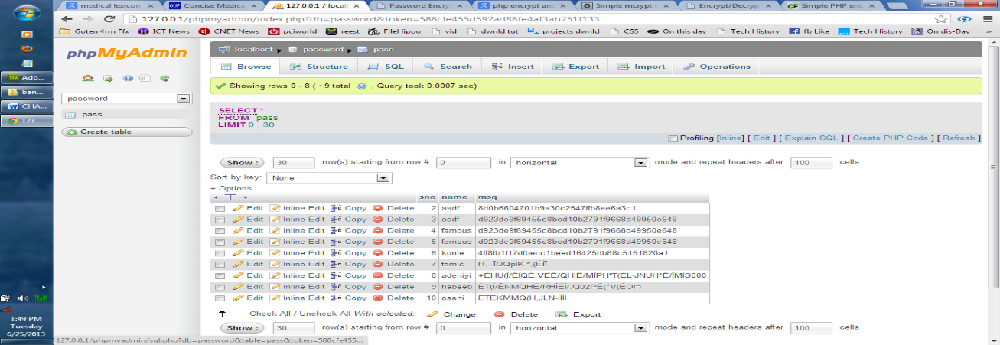 medical lexicon × Concise Medica × 127.0.0.1 / locall × Password Encryp × php encrypt and × Simple mcrypt e × Encrypt/Decryp × CF Simple PHP enc ×
127.0.0.1/phpmyadmin/index.php?db=password&token=588cfe455d592ad88fe4af3ab251f133
Goten 4rm Ffx ICT News CNET News pciworld reest FileHippo vid dwnld tut projects dwnld CSS On this day Tech History fb Like Tech History On dis-Day »
phpMyAdmin
localhost ▸ password ▸ pass
Browse Structure SQL Search Insert Export Import Operations
Showing rows 0 - 8 ( ~9 total , Query took 0.0007 sec)
password
pass
Create table
SELECT *
FROM `pass`
LIMIT 0 , 30
Profiling [Inline] [ Edit ] [ Explain SQL ] [ Create PHP Code ] [ Refresh ]
Show : 30 row(s) starting from row # 0 in horizontal mode and repeat headers after 100 cells
Sort by key: None
+ Options
sno name msg
Edit Inline Edit Copy Delete 2 asdf 8d0b6604701b9a30c2547ffb8ee6a3c1
Edit Inline Edit Copy Delete 3 asdf d923de9f69455c8bcd10b2791f9668d49950e648
Edit Inline Edit Copy Delete 4 famous d923de9f69455c8bcd10b2791f9668d49950e648
Edit Inline Edit Copy Delete 5 famous d923de9f69455c8bcd10b2791f9668d49950e648
Edit Inline Edit Copy Delete 6 kunle 4ff8fb1f17dfbecc1beed16425db88c5151820a1
Edit Inline Edit Copy Delete 7 femis
Edit Inline Edit Copy Delete 8 adeniyi
Edit Inline Edit Copy Delete 9 habeeb
Edit Inline Edit Copy Delete 10 oseni
Check All / Uncheck All With selected: Change Delete Export
Show : 30 row(s) starting from row # 0 in horizontal mode and repeat headers after 100 cells
127.0.0.1/phpmyadmin/sql.php?db=password&table=pass&token=588cfe455...
DW Ado...
ban...
CHA...
127....
1:49 PM
Tuesday
6/25/2013